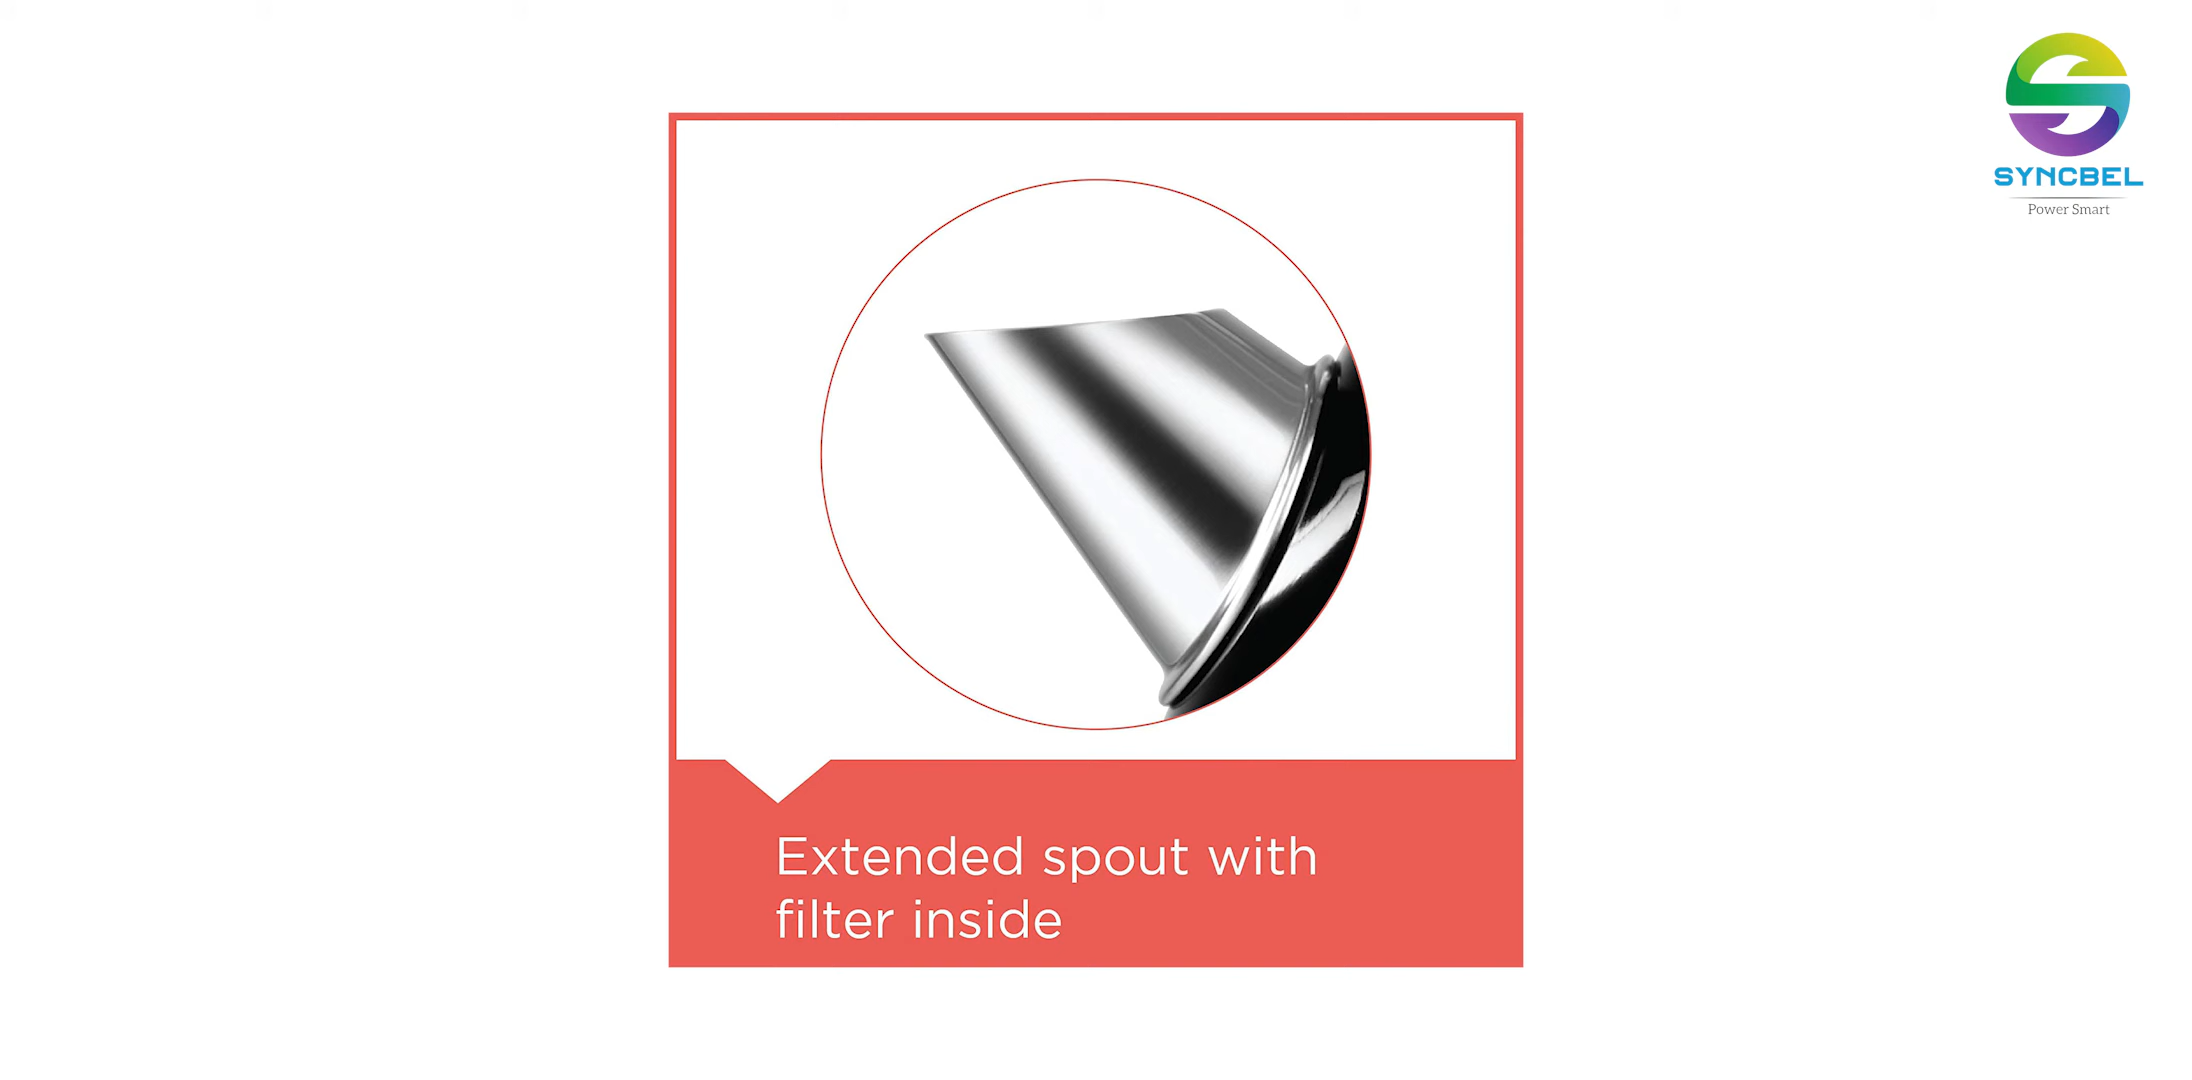 SYNCBEL
Power Smart
Extended spout with
filter inside